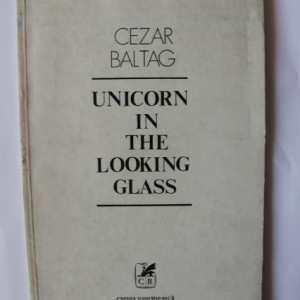 CEZAR
BALTAG
UNICORN
IN
THE
LOOKING
GLASS
CR
cartea românească